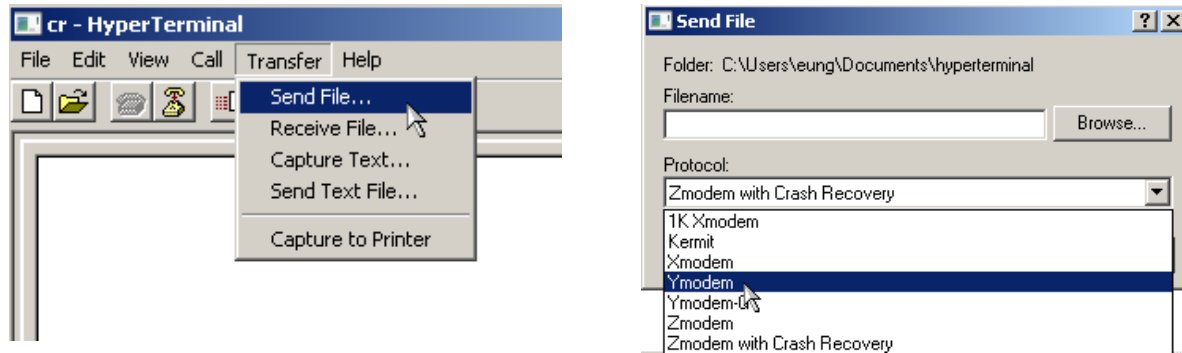 cr - HyperTerminal
File Edit View Call Transfer Help
Send File...
Receive File...
Capture Text...
Send Text File...
Capture to Printer
Send File
Folder: C:\Users\eung\Documents\hyperterminal
Filename:
Browse...
Protocol:
Zmodem with Crash Recovery
1K Xmodem
Kermit
Xmodem
Ymodem
Zmodem
Zmodem with Crash Recovery